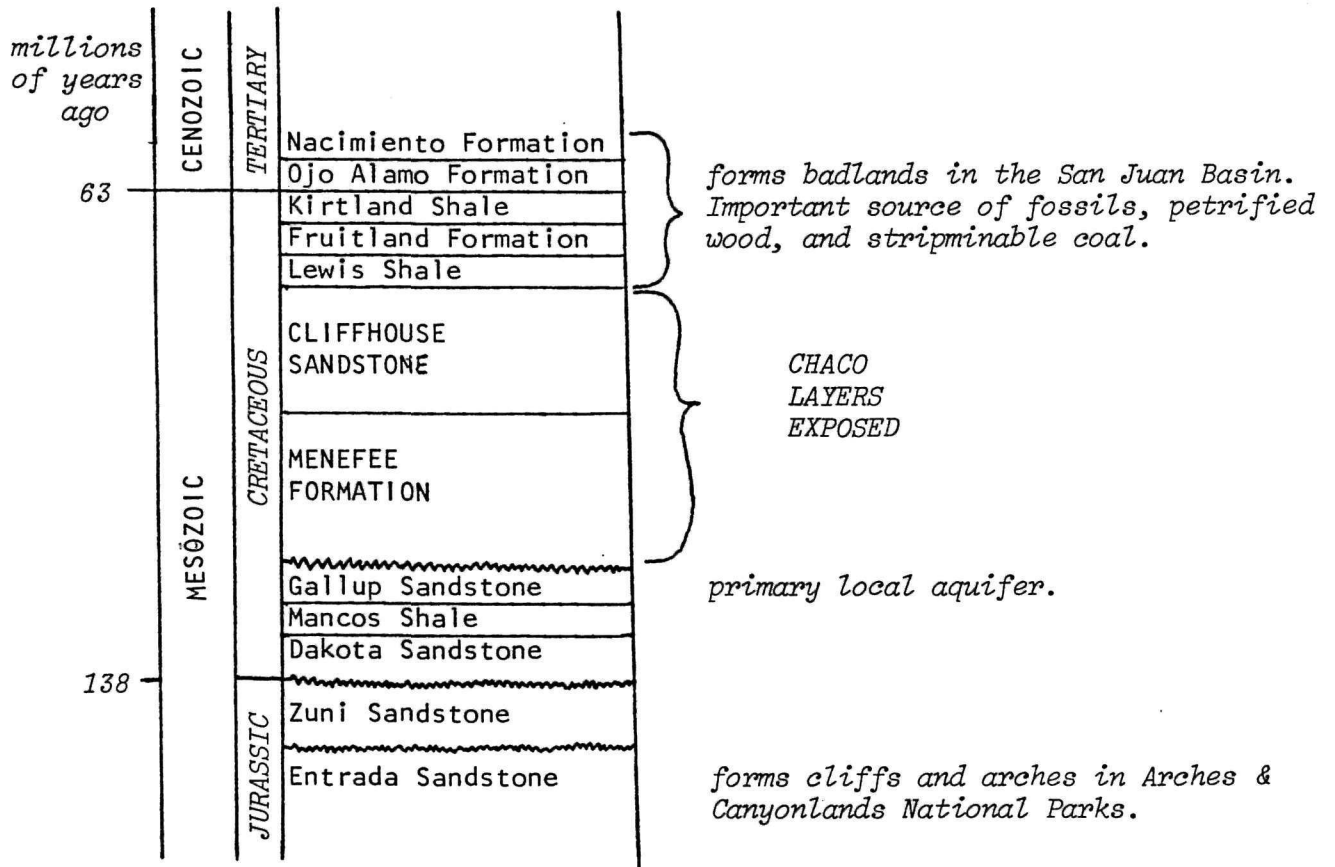 millions
of years
ago
CENOZOIC
TERTIARY
Nacimiento Formation
Ojo Alamo Formation
63
Kirtland Shale
Fruitland Formation
Lewis Shale
forms badlands in the San Juan Basin.
Important source of fossils, petrified
wood, and stripminable coal.
MESOZOIC
CRETACEOUS
CLIFFHOUSE
SANDSTONE
MENEFEE
FORMATION
CHACO
LAYERS
EXPOSED
Gallup Sandstone
primary local aquifer.
Mancos Shale
Dakota Sandstone
138
JURASSIC
Zuni Sandstone
Entrada Sandstone
forms cliffs and arches in Arches &
Canyonlands National Parks.